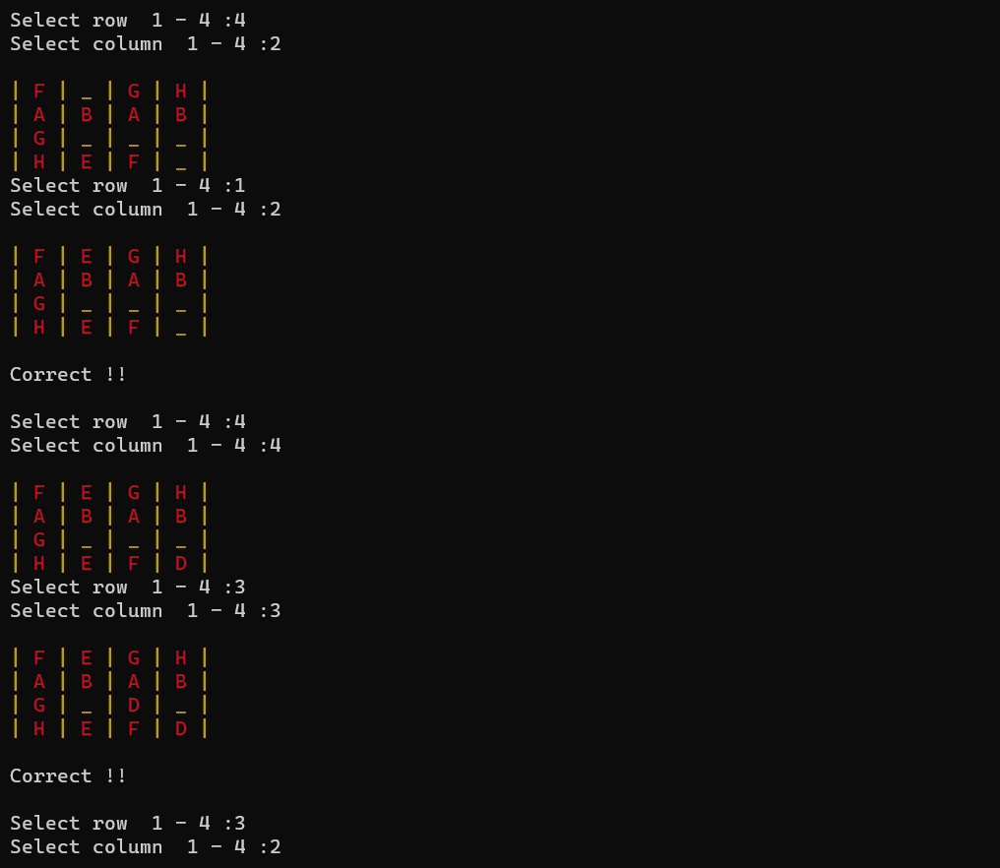 Select row  1 - 4 :4
Select column  1 - 4 :2
| F | _ | G | H |
| A | B | A | B |
| G | _ | _ | _ |
| H | E | F | _ |
Select row  1 - 4 :1
Select column  1 - 4 :2
| F | E | G | H |
| A | B | A | B |
| G | _ | _ | _ |
| H | E | F | _ |
Correct !!
Select row  1 - 4 :4
Select column  1 - 4 :4
| F | E | G | H |
| A | B | A | B |
| G | _ | _ | _ |
| H | E | F | D |
Select row  1 - 4 :3
Select column  1 - 4 :3
| F | E | G | H |
| A | B | A | B |
| G | _ | D | _ |
| H | E | F | D |
Correct !!
Select row  1 - 4 :3
Select column  1 - 4 :2